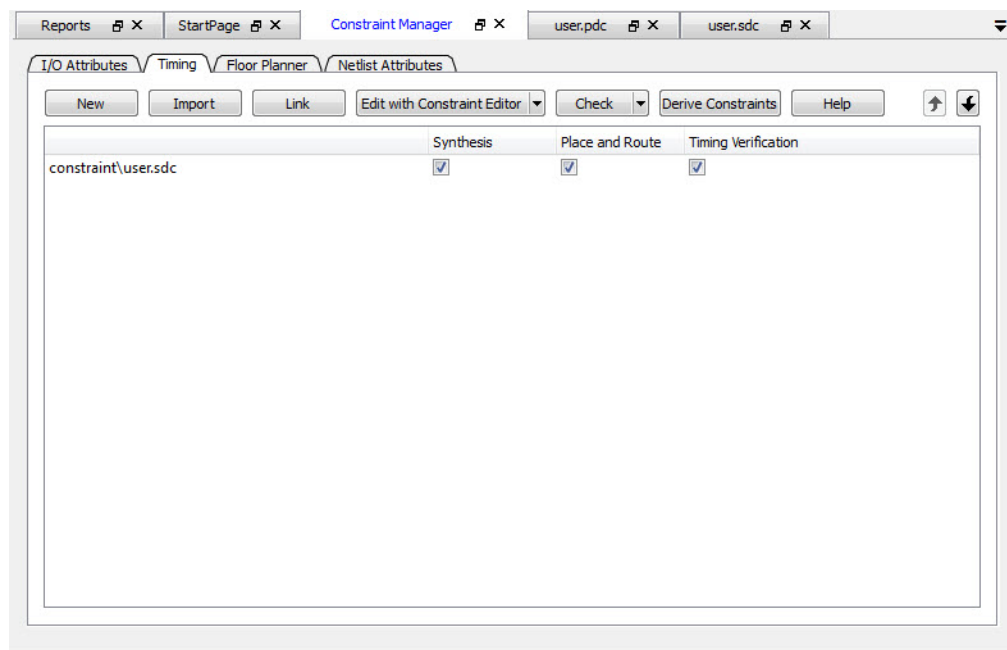 Reports StartPage Constraint Manager user.pdc user.sdc
I/O Attributes Timing Floor Planner Netlist Attributes
New Import Link Edit with Constraint Editor Check Derive Constraints Help
Synthesis Place and Route Timing Verification
constraint\user.sdc